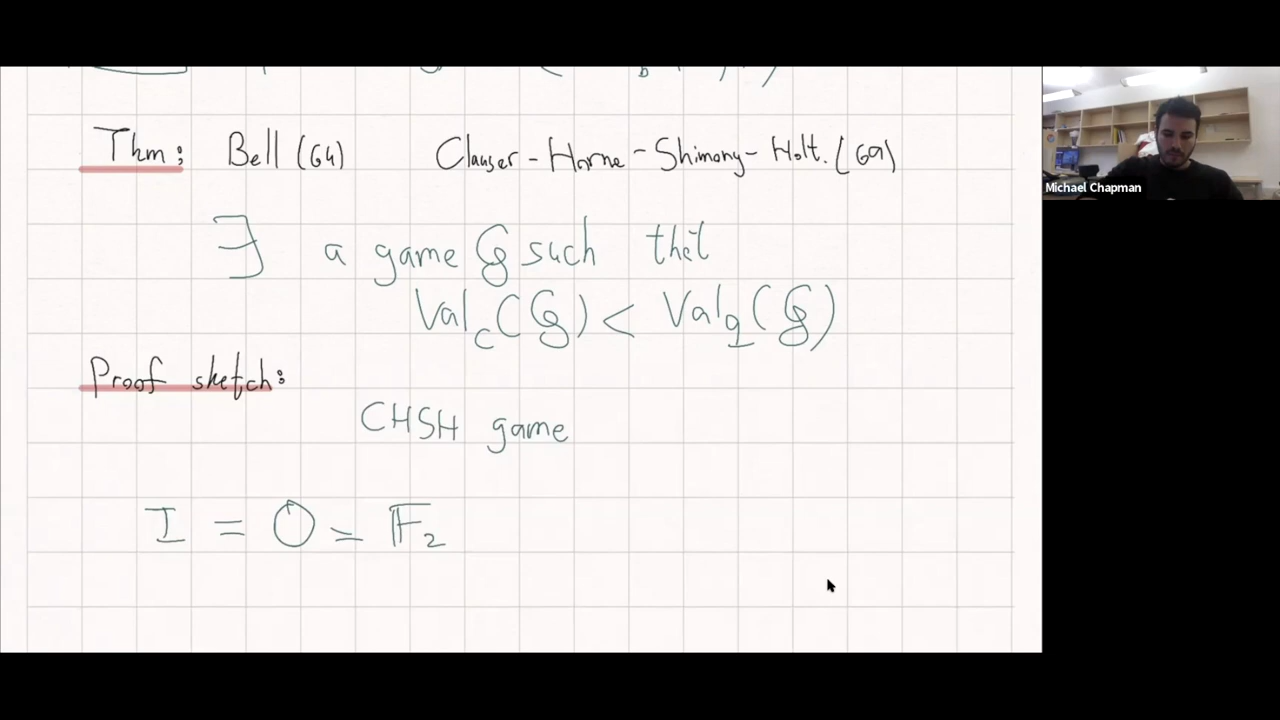 Thm: Bell (64) Clauser-Horne-Shimony-Holt. (69)
∃ a game 𝒢 such that
Val_c(𝒢) < Val_q(𝒢)
Proof sketch:
CHSH game
I = O = 𝔽₂
Michael Chapman